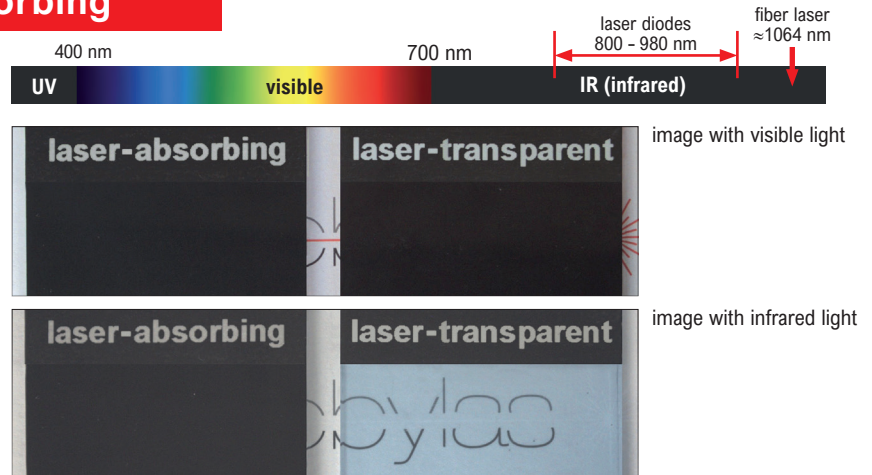 orbing
laser diodes
800 - 980 nm
fiber laser
≈1064 nm
400 nm
700 nm
UV
visible
IR (infrared)
laser-absorbing
laser-transparent
image with visible light
laser-absorbing
laser-transparent
image with infrared light
bylas